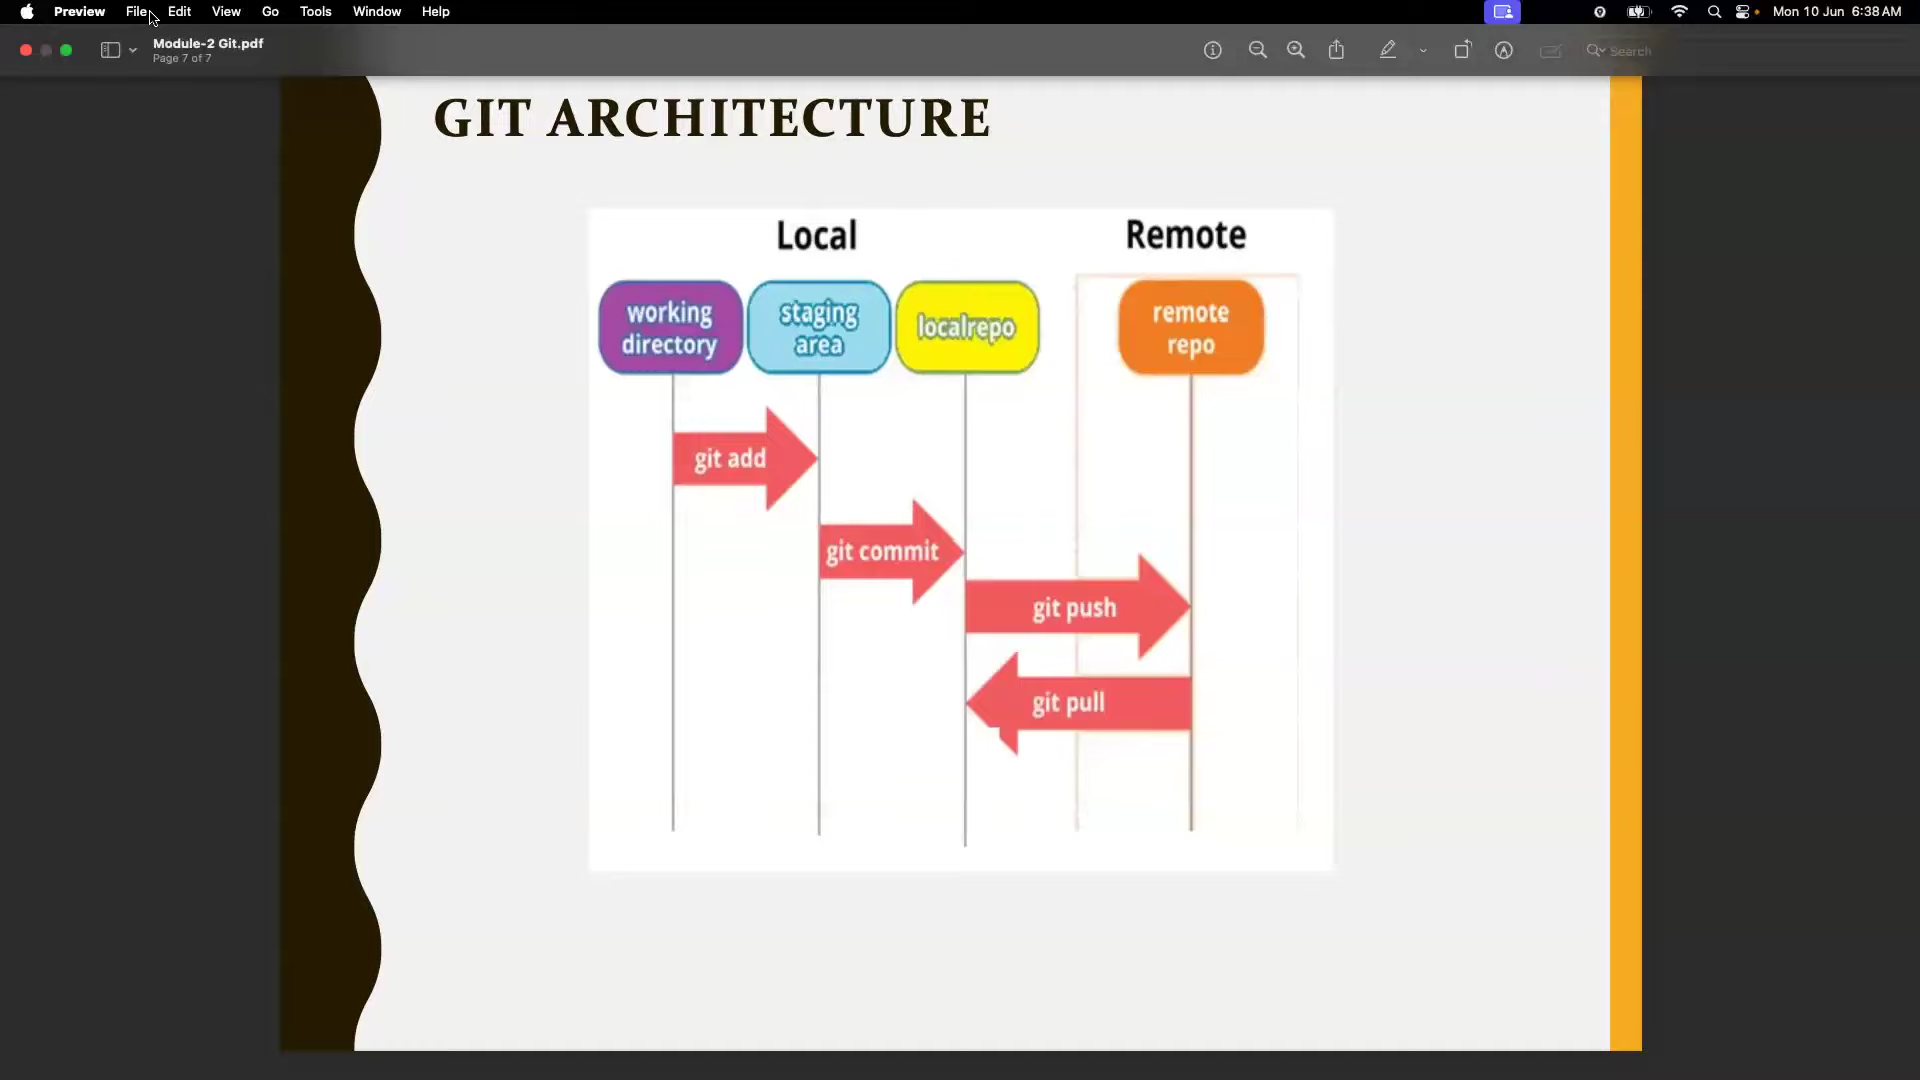 Preview File Edit View Go Tools Window Help
Mon 10 Jun 6:38 AM
Module-2 Git.pdf
Page 7 of 7
Search
GIT ARCHITECTURE
Local
Remote
working
directory
staging
area
localrepo
remote
repo
git add
git commit
git push
git pull